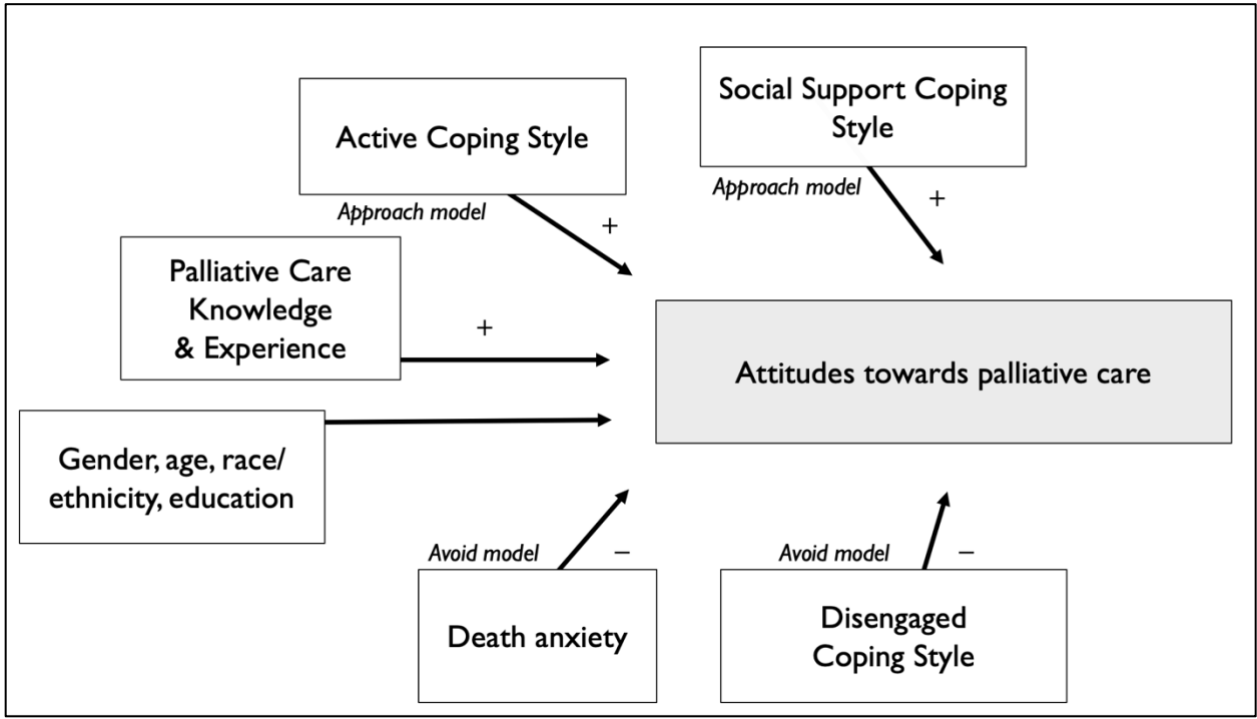 Social Support Coping
Style
Active Coping Style
Approach model
Approach model
+
+
Palliative Care
Knowledge
& Experience
+
Attitudes towards palliative care
Gender, age, race/
ethnicity, education
Avoid model
–
Avoid model
–
Death anxiety
Disengaged
Coping Style